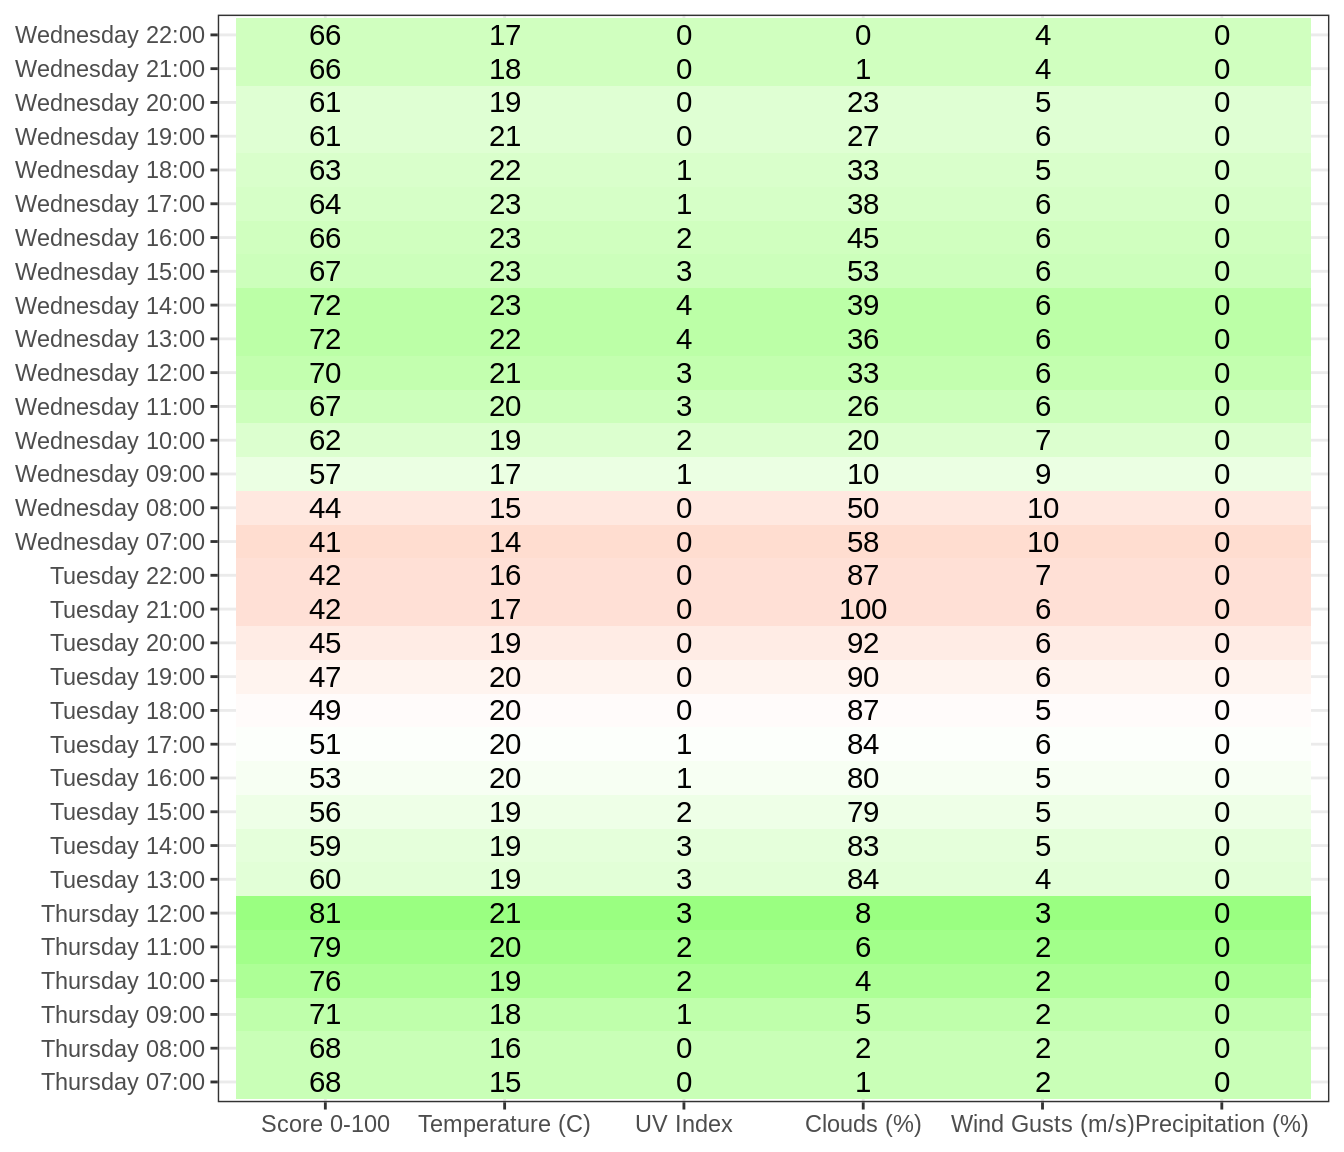 Wednesday 22:00 66 17 0 0 4 0
Wednesday 21:00 66 18 0 1 4 0
Wednesday 20:00 61 19 0 23 5 0
Wednesday 19:00 61 21 0 27 6 0
Wednesday 18:00 63 22 1 33 5 0
Wednesday 17:00 64 23 1 38 6 0
Wednesday 16:00 66 23 2 45 6 0
Wednesday 15:00 67 23 3 53 6 0
Wednesday 14:00 72 23 4 39 6 0
Wednesday 13:00 72 22 4 36 6 0
Wednesday 12:00 70 21 3 33 6 0
Wednesday 11:00 67 20 3 26 6 0
Wednesday 10:00 62 19 2 20 7 0
Wednesday 09:00 57 17 1 10 9 0
Wednesday 08:00 44 15 0 50 10 0
Wednesday 07:00 41 14 0 58 10 0
Tuesday 22:00 42 16 0 87 7 0
Tuesday 21:00 42 17 0 100 6 0
Tuesday 20:00 45 19 0 92 6 0
Tuesday 19:00 47 20 0 90 6 0
Tuesday 18:00 49 20 0 87 5 0
Tuesday 17:00 51 20 1 84 6 0
Tuesday 16:00 53 20 1 80 5 0
Tuesday 15:00 56 19 2 79 5 0
Tuesday 14:00 59 19 3 83 5 0
Tuesday 13:00 60 19 3 84 4 0
Thursday 12:00 81 21 3 8 3 0
Thursday 11:00 79 20 2 6 2 0
Thursday 10:00 76 19 2 4 2 0
Thursday 09:00 71 18 1 5 2 0
Thursday 08:00 68 16 0 2 2 0
Thursday 07:00 68 15 0 1 2 0
Score 0-100 Temperature (C) UV Index Clouds (%) Wind Gusts (m/s) Precipitation (%)